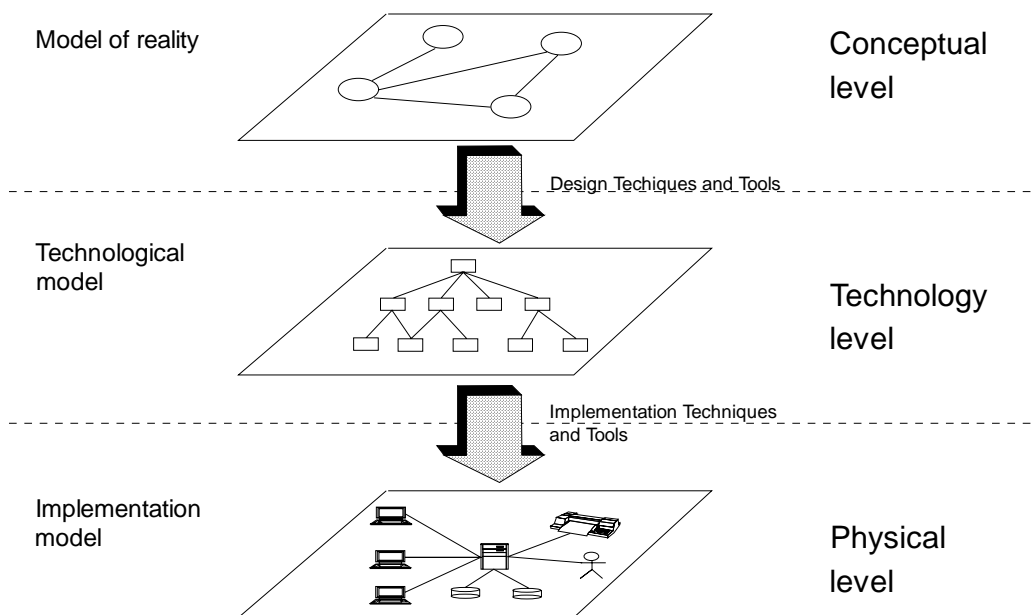 Model of reality
Conceptual
level
Design Techiques and Tools
Technological
model
Technology
level
Implementation Techniques
and Tools
Implementation
model
Physical
level